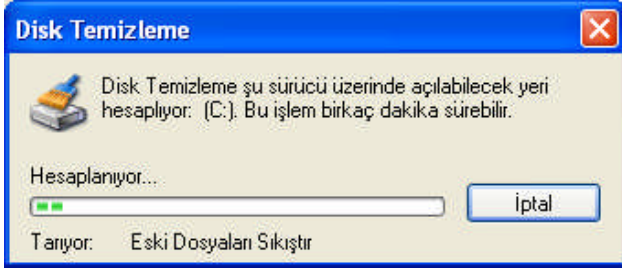 Disk Temizleme
Disk Temizleme şu sürücü üzerinde açılabilecek yeri
hesaplıyor: (C:). Bu işlem birkaç dakika sürebilir.
Hesaplanıyor...
İptal
Tarıyor: Eski Dosyaları Sıkıştır